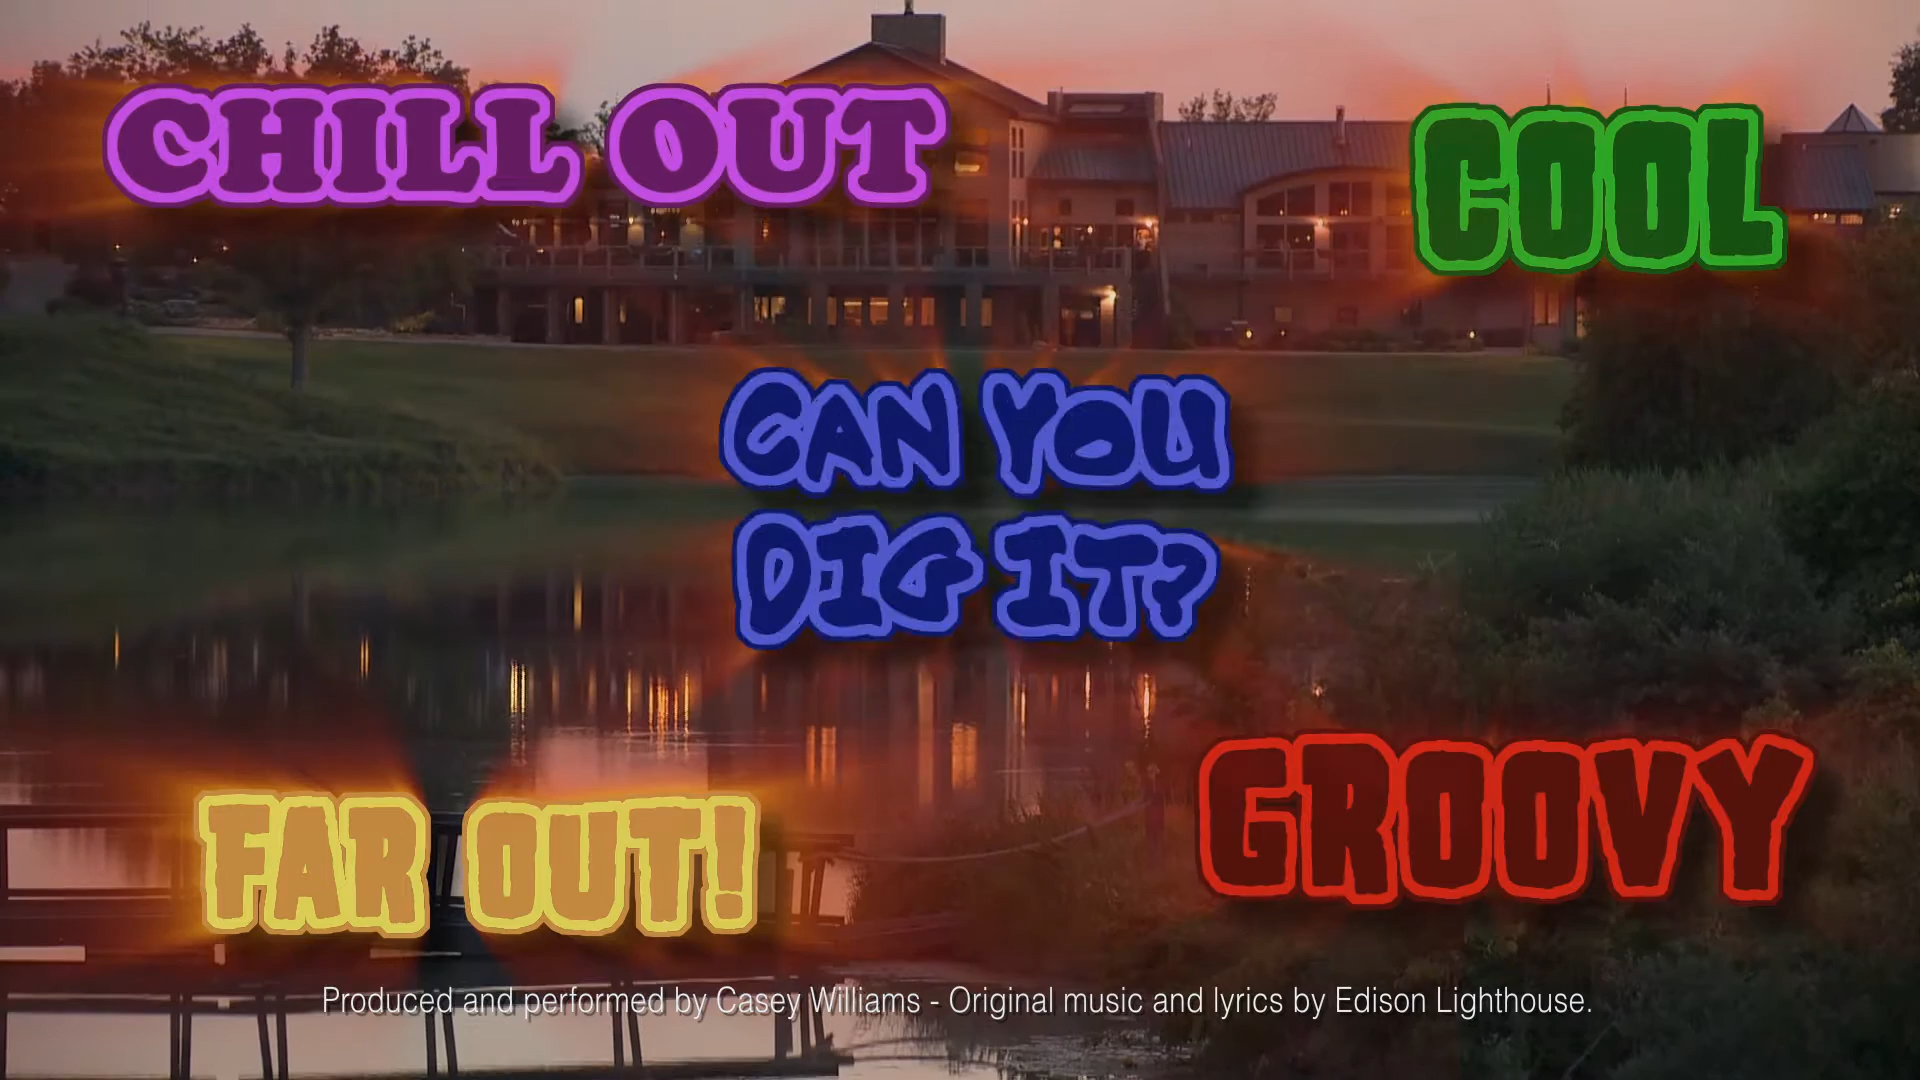 CHILL OUT
COOL
CAN YOU
DIG IT?
FAR OUT!
GROOVY
Produced and performed by Casey Williams - Original music and lyrics by Edison Lighthouse.